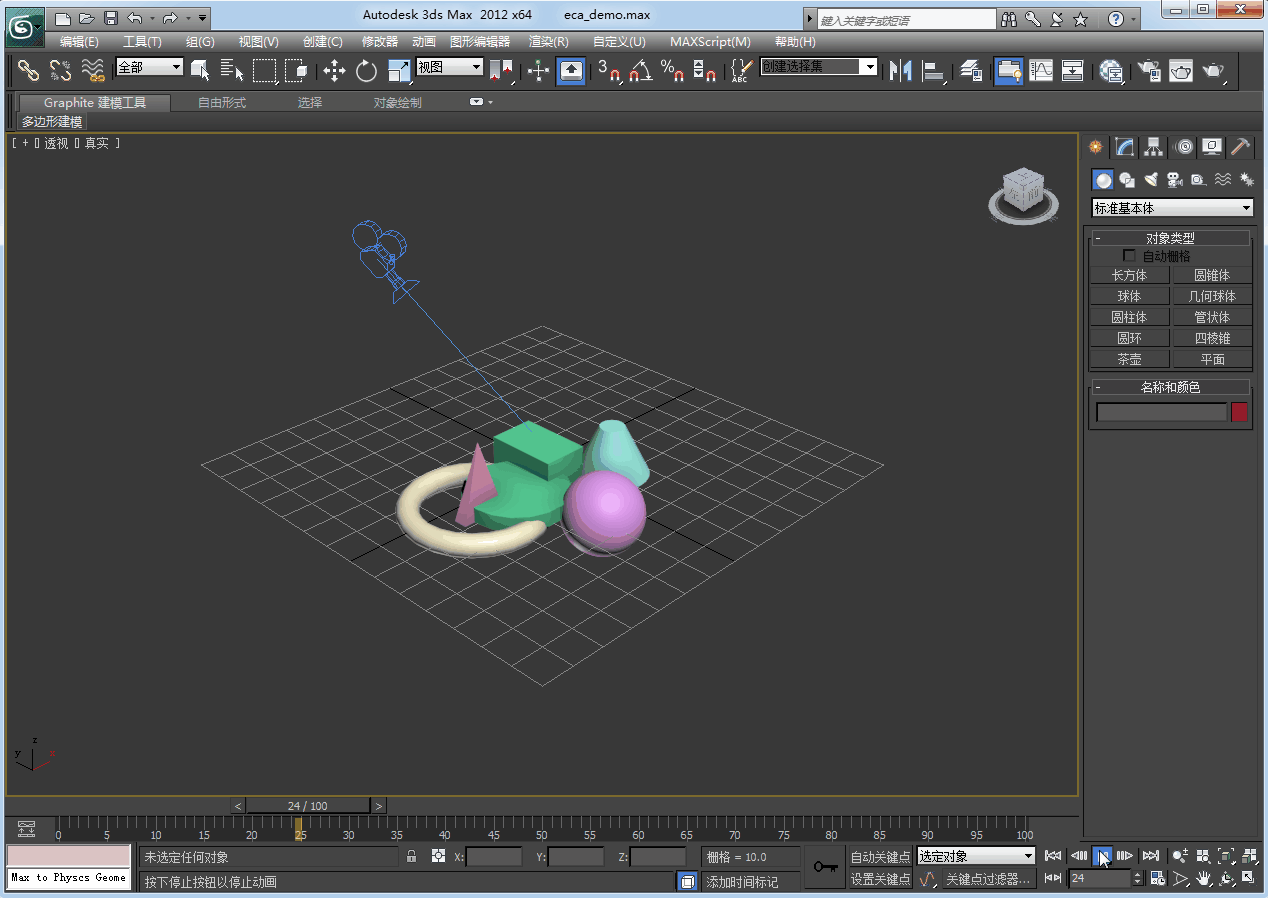 Autodesk 3ds Max 2012 x64 eca_demo.max
键入关键字或短语
编辑(E) 工具(T) 组(G) 视图(V) 创建(C) 修改器 动画 图形编辑器 渲染(R) 自定义(U) MAXScript(M) 帮助(H)
全部 视图 3 % ABC 创建选择集
Graphite 建模工具 自由形式 选择 对象绘制
多边形建模
[ + ▯ 透视 ▯ 真实 ]
标准基本体
- 对象类型
自动栅格
长方体 圆锥体
球体 几何球体
圆柱体 管状体
圆环 四棱锥
茶壶 平面
- 名称和颜色
z
y x
< 24 / 100 >
0 5 10 15 20 25 30 35 40 45 50 55 60 65 70 75 80 85 90 95 100
未选定任何对象 X: Y: Z: 栅格 = 10.0 自动关键点 选定对象
Max to Physcs Geome 按下停止按钮以停止动画 添加时间标记 设置关键点 关键点过滤器... 24